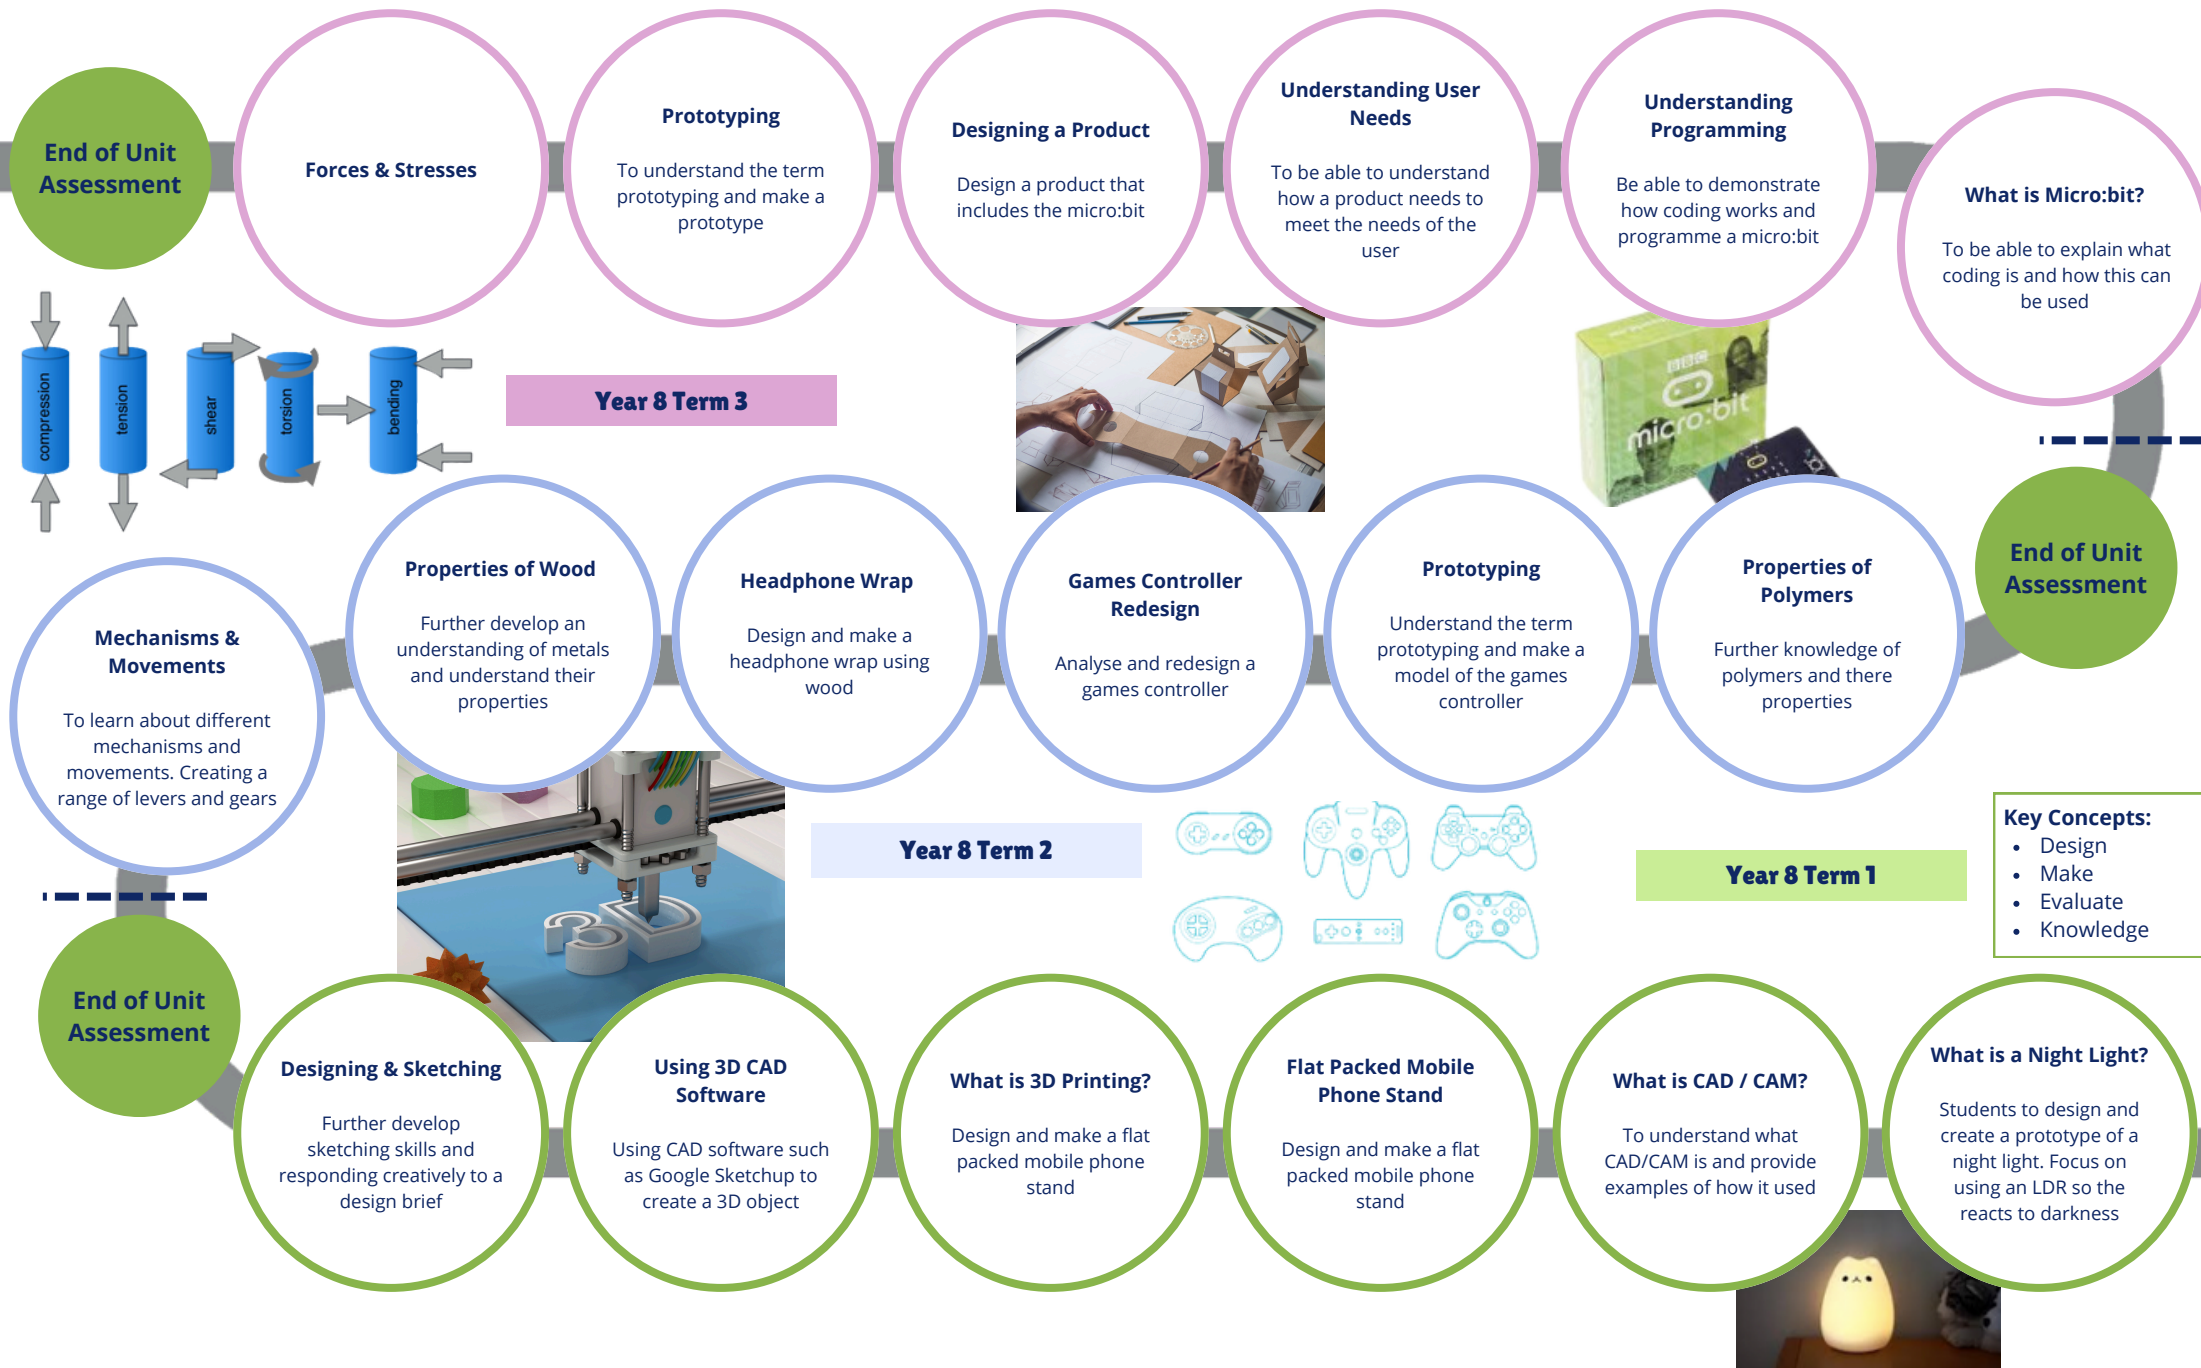 End of Unit
Assessment
Forces & Stresses
Prototyping
To understand the term
prototyping and make a
prototype
Designing a Product
Design a product that
includes the micro:bit
Understanding User
Needs
To be able to understand
how a product needs to
meet the needs of the
user
Understanding
Programming
Be able to demonstrate
how coding works and
programme a micro:bit
What is Micro:bit?
To be able to explain what
coding is and how this can
be used
compression
tension
shear
torsion
bending
Year 8 Term 3
BBC
micro:bit
Mechanisms &
Movements
To learn about different
mechanisms and
movements. Creating a
range of levers and gears
Properties of Wood
Further develop an
understanding of metals
and understand their
properties
Headphone Wrap
Design and make a
headphone wrap using
wood
Games Controller
Redesign
Analyse and redesign a
games controller
Prototyping
Understand the term
prototyping and make a
model of the games
controller
Properties of
Polymers
Further knowledge of
polymers and there
properties
End of Unit
Assessment
3D
Year 8 Term 2
Year 8 Term 1
Key Concepts:
• Design
• Make
• Evaluate
• Knowledge
End of Unit
Assessment
Designing & Sketching
Further develop
sketching skills and
responding creatively to a
design brief
Using 3D CAD
Software
Using CAD software such
as Google Sketchup to
create a 3D object
What is 3D Printing?
Design and make a flat
packed mobile phone
stand
Flat Packed Mobile
Phone Stand
Design and make a flat
packed mobile phone
stand
What is CAD / CAM?
To understand what
CAD/CAM is and provide
examples of how it used
What is a Night Light?
Students to design and
create a prototype of a
night light. Focus on
using an LDR so the
reacts to darkness